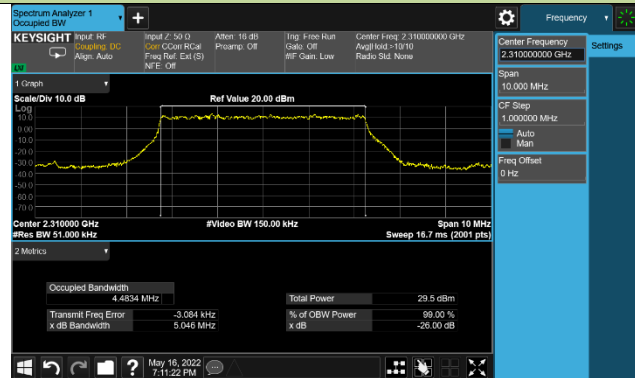 Spectrum Analyzer 1
Occupied BW
+
Frequency
KEYSIGHT
Input: RF
Coupling: DC
Align: Auto
Input Z: 50 Ω
Corr CCorr RCal
Freq Ref: Ext (S)
NFE: Off
Atten: 16 dB
Preamp: Off
Trig: Free Run
Gate: Off
#IF Gain: Low
Center Freq: 2.310000000 GHz
Avg|Hold:>10/10
Radio Std: None
LU
Center Frequency
2.310000000 GHz
Settings
Span
10.000 MHz
CF Step
1.000000 MHz
Auto
Man
Freq Offset
0 Hz
1 Graph
Scale/Div 10.0 dB
Ref Value 20.00 dBm
Log
10.0
0.00
-10.0
-20.0
-30.0
-40.0
-50.0
-60.0
-70.0
Center 2.310000 GHz
#Video BW 150.00 kHz
Span 10 MHz
#Res BW 51.000 kHz
Sweep 16.7 ms (2001 pts)
2 Metrics
Occupied Bandwidth
4.4834 MHz
Total Power
29.5 dBm
Transmit Freq Error
-3.084 kHz
% of OBW Power
99.00 %
x dB Bandwidth
5.046 MHz
x dB
-26.00 dB
?
May 16, 2022
7:11:22 PM